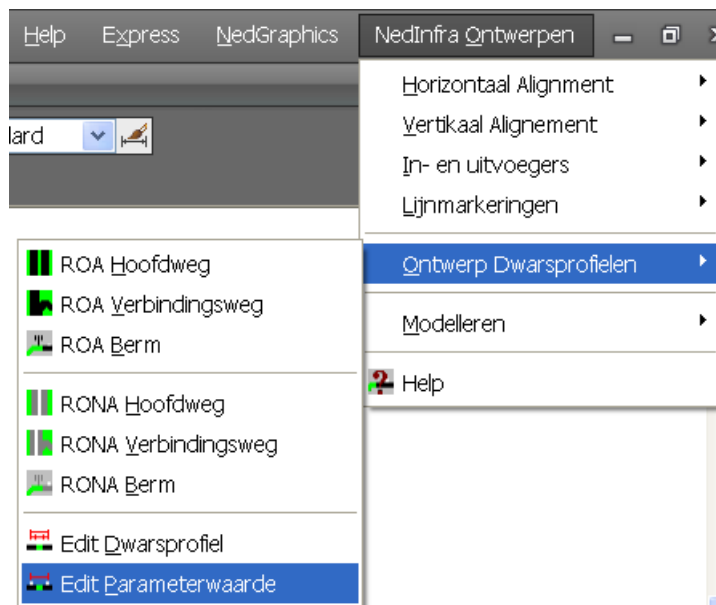 Help Express NedGraphics NedInfra Ontwerpen
lard
Horizontaal Alignment
Vertikaal Alignement
In- en uitvoegers
Lijnmarkeringen
Ontwerp Dwarsprofielen
Modelleren
Help
ROA Hoofdweg
ROA Verbindingsweg
ROA Berm
RONA Hoofdweg
RONA Verbindingsweg
RONA Berm
Edit Dwarsprofiel
Edit Parameterwaarde